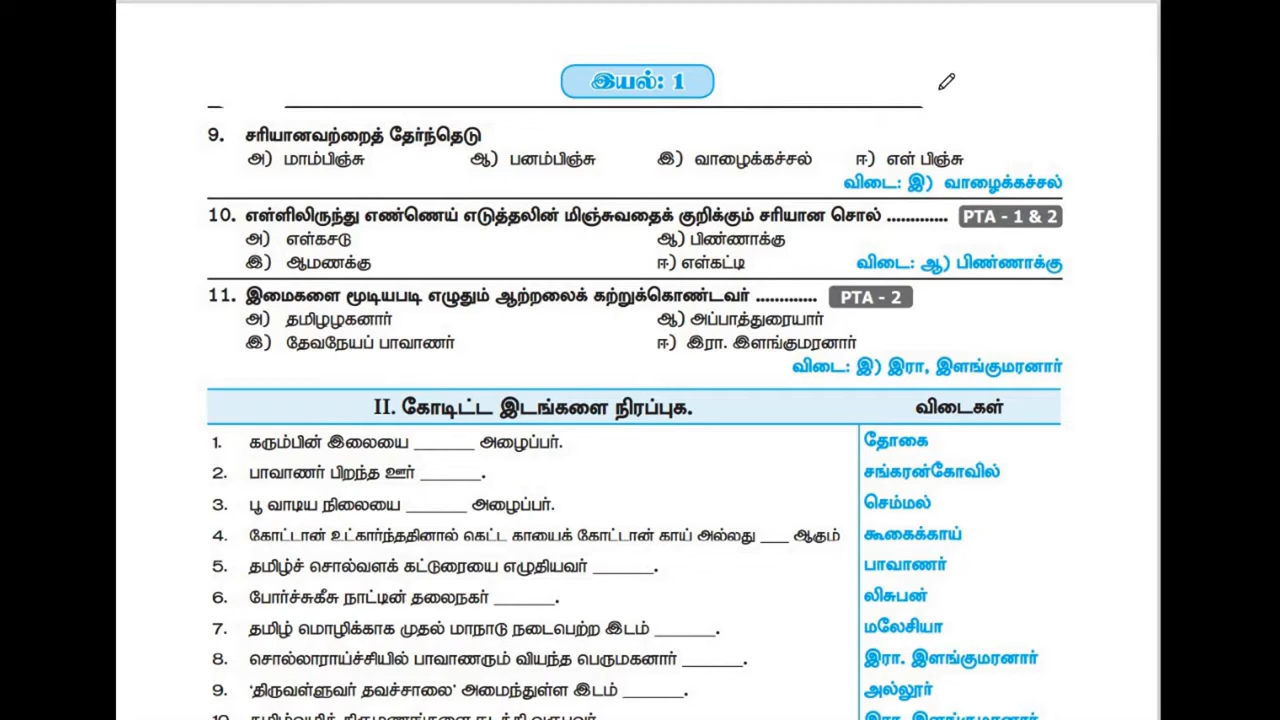 இயல்: 1
9. சரியானவற்றைத் தேர்ந்தெடு
அ) மாம்பிஞ்சு ஆ) பனம்பிஞ்சு இ) வாழைக்கச்சல் ஈ) எள் பிஞ்சு
விடை: இ) வாழைக்கச்சல்
10. எள்ளிலிருந்து எண்ணெய் எடுத்தலின் மிஞ்சுவதைக் குறிக்கும் சரியான சொல் ............. PTA - 1 & 2
அ) எள்கசடு ஆ) பிண்ணாக்கு
இ) ஆமணக்கு ஈ) எள்கட்டி விடை: ஆ) பிண்ணாக்கு
11. இமைகளை மூடியபடி எழுதும் ஆற்றலைக் கற்றுக்கொண்டவர் ............. PTA - 2
அ) தமிழழகனார் ஆ) அப்பாத்துரையார்
இ) தேவநேயப் பாவாணர் ஈ) இரா. இளங்குமரனார்
விடை: இ) இரா, இளங்குமரனார்
II. கோடிட்ட இடங்களை நிரப்புக. விடைகள்
1. கரும்பின் இலையை _______ அழைப்பர். தோகை
2. பாவாணர் பிறந்த ஊர் _______. சங்கரன்கோவில்
3. பூ வாடிய நிலையை _______ அழைப்பர். செம்மல்
4. கோட்டான் உட்கார்ந்ததினால் கெட்ட காயைக் கோட்டான் காய் அல்லது ___ ஆகும் கூகைக்காய்
5. தமிழ்ச் சொல்வளக் கட்டுரையை எழுதியவர் _______. பாவாணர்
6. போர்ச்சுகீசு நாட்டின் தலைநகர் _______. லிசுபன்
7. தமிழ் மொழிக்காக முதல் மாநாடு நடைபெற்ற இடம் _______. மலேசியா
8. சொல்லாராய்ச்சியில் பாவாணரும் வியந்த பெருமகனார் _______. இரா. இளங்குமரனார்
9. ‘திருவள்ளுவர் தவச்சாலை’ அமைந்துள்ள இடம் _______. அல்லூர்